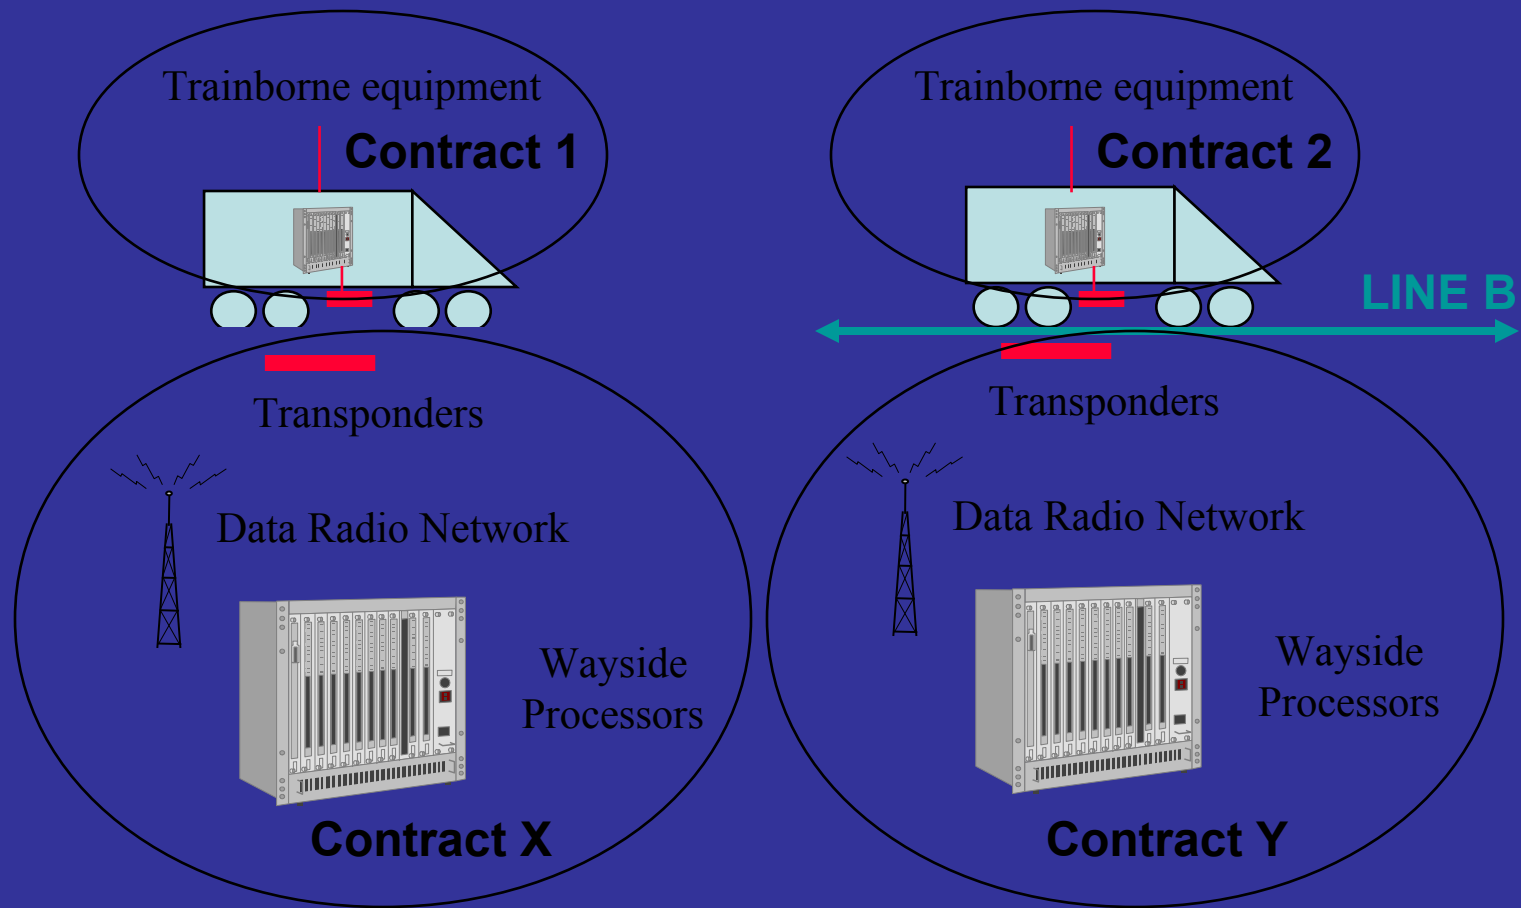 Trainborne equipment
Contract 1
Transponders
Data Radio Network
Wayside
Processors
Contract X
Trainborne equipment
Contract 2
LINE B
Transponders
Data Radio Network
Wayside
Processors
Contract Y